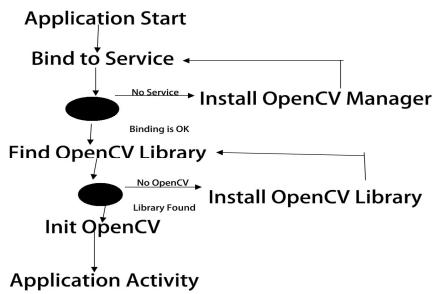 Application Start
Bind to Service
No Service
Install OpenCV Manager
Binding is OK
Find OpenCV Library
No OpenCV
Install OpenCV Library
Library Found
Init OpenCV
Application Activity